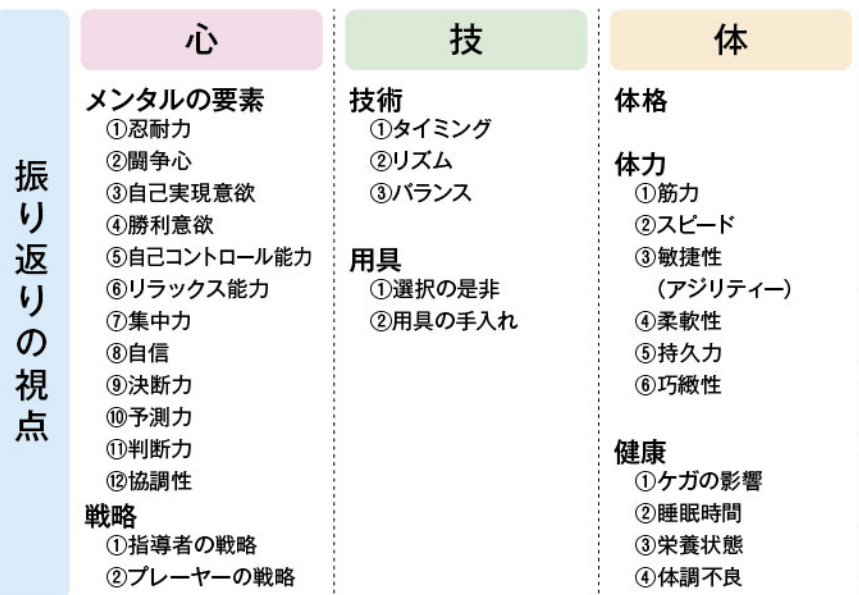 振り返りの視点
心
メンタルの要素
①忍耐力
②闘争心
③自己実現意欲
④勝利意欲
⑤自己コントロール能力
⑥リラックス能力
⑦集中力
⑧自信
⑨決断力
⑩予測力
⑪判断力
⑫協調性
戦略
①指導者の戦略
②プレーヤーの戦略
技
技術
①タイミング
②リズム
③バランス
用具
①選択の是非
②用具の手入れ
体
体格
体力
①筋力
②スピード
③敏捷性
（アジリティー）
④柔軟性
⑤持久力
⑥巧緻性
健康
①ケガの影響
②睡眠時間
③栄養状態
④体調不良